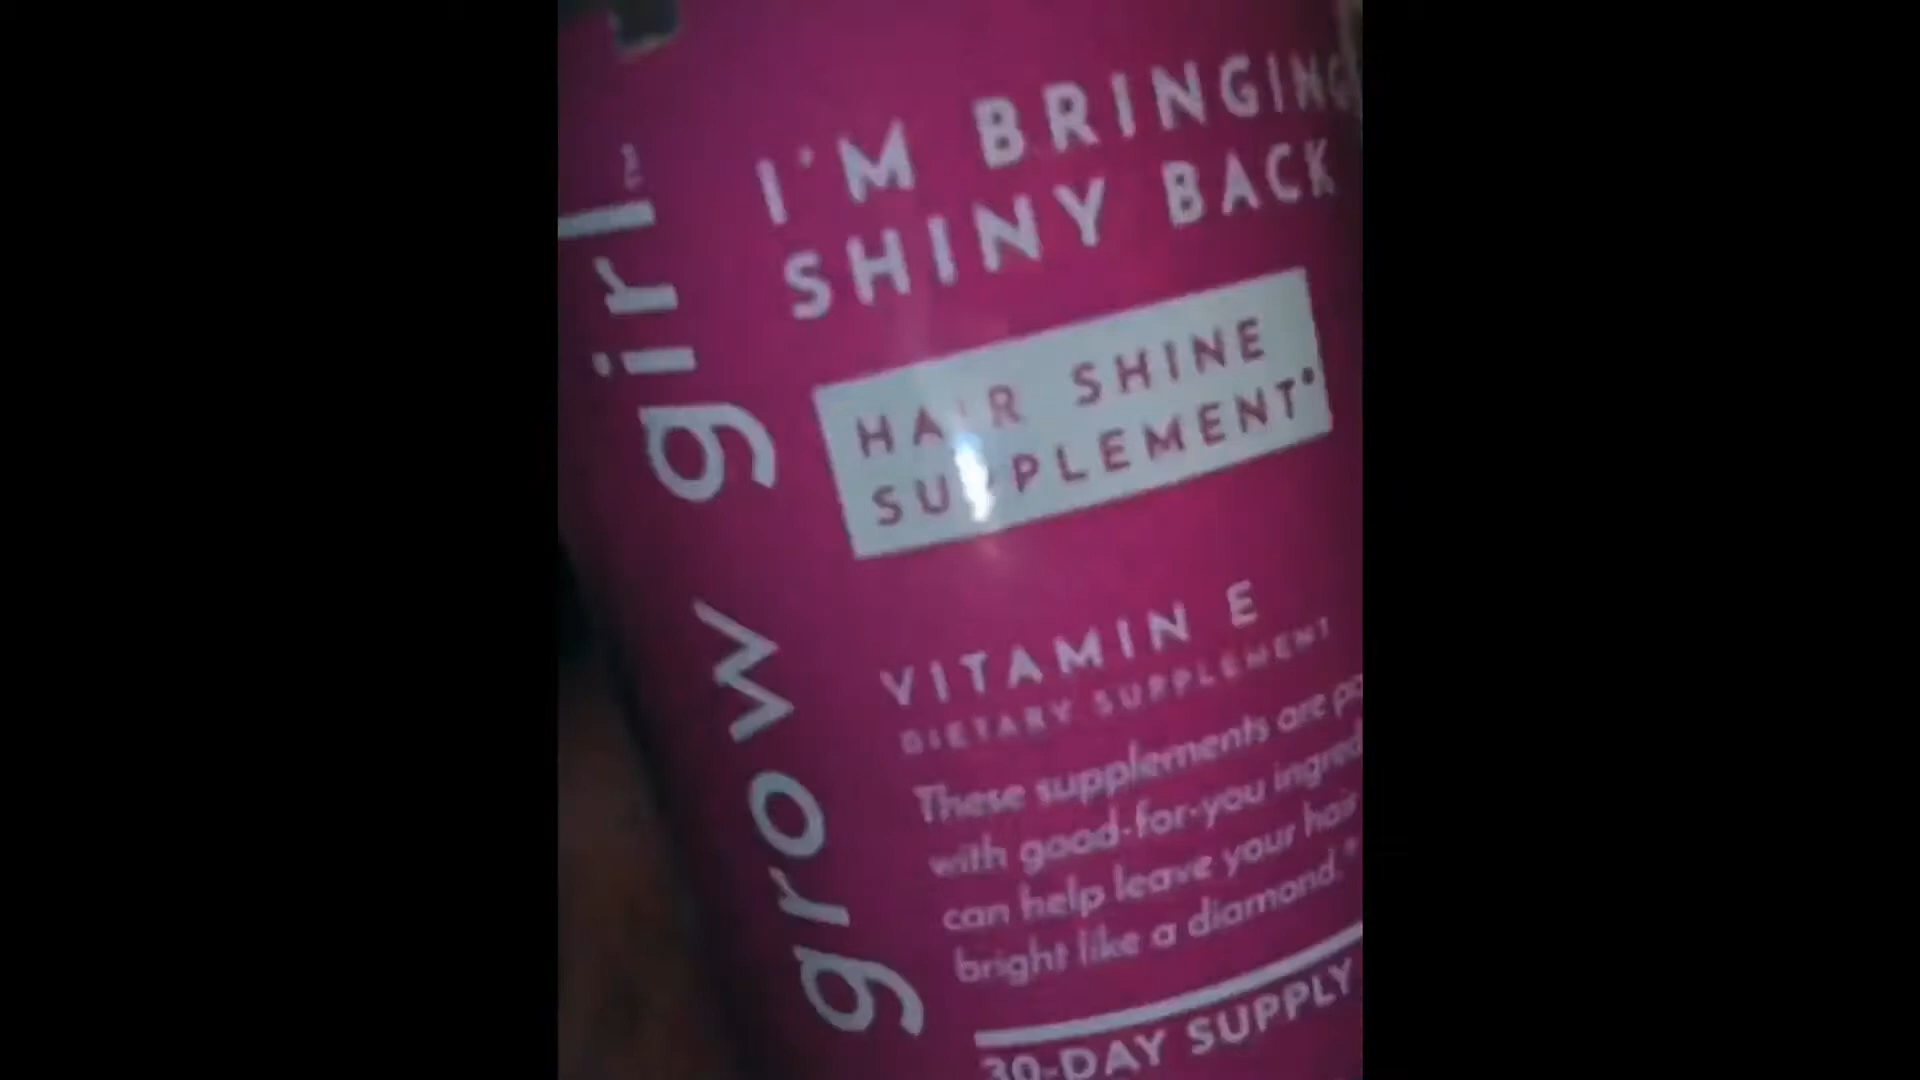 grow girl
I'M BRINGING
SHINY BACK
HAIR SHINE
SUPPLEMENT*
VITAMIN E
DIETARY SUPPLEMENT
These supplements are
with good-for-you
can help leave your hair
bright like a diamond.*
30-DAY SUPPLY